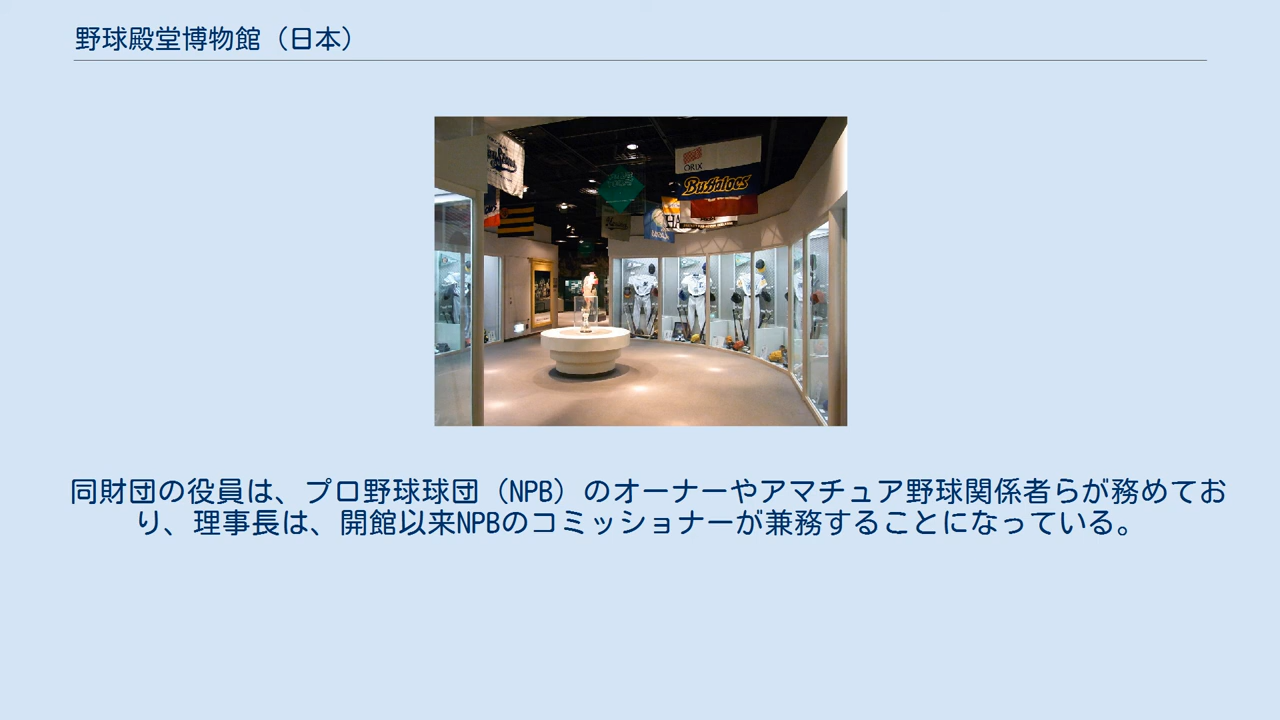 野球殿堂博物館（日本）
ORIX
Buffaloes
同財団の役員は、プロ野球球団（NPB）のオーナーやアマチュア野球関係者らが務めてお
り、理事長は、開館以来NPBのコミッショナーが兼務することになっている。